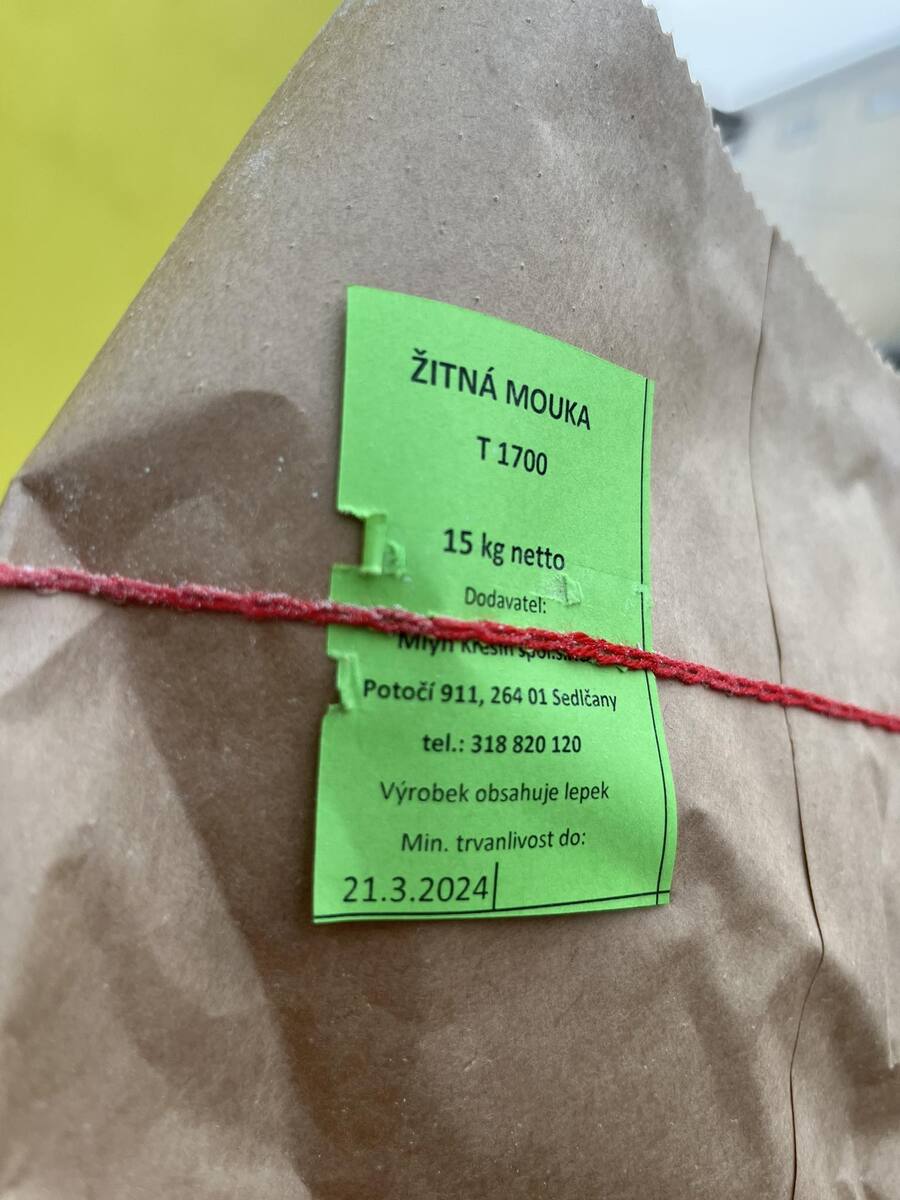 ŽITNÁ MOUKA
T 1700
15 kg netto
Dodavatel:
Mlýn
Potočí 911, 264 01 Sedlčany
tel.: 318 820 120
Výrobek obsahuje lepek
Min. trvanlivost do:
21.3.2024